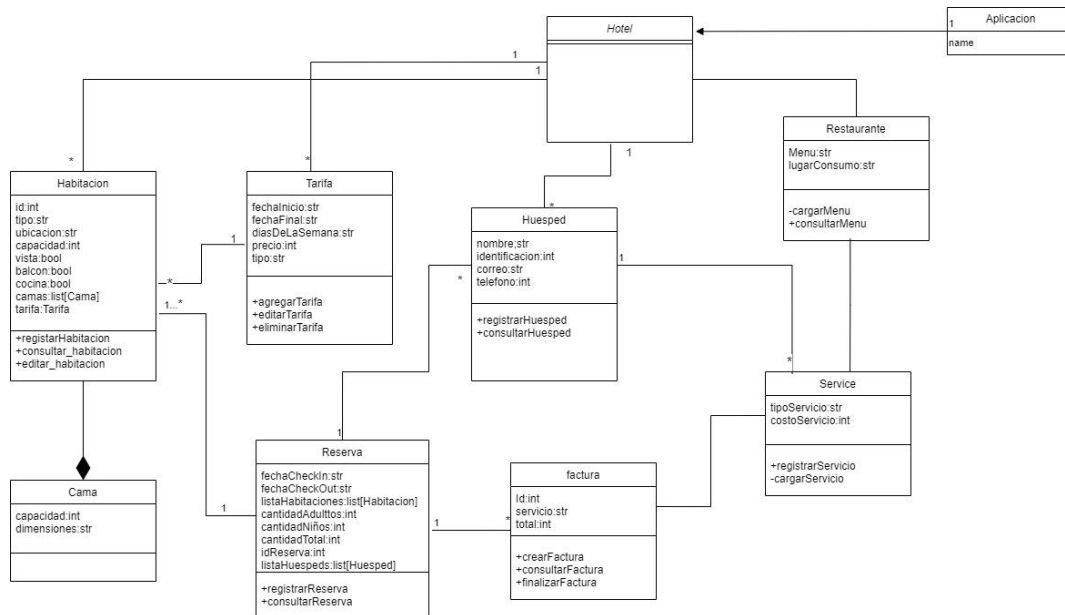 Hotel
1
Aplicacion
name
1
1
*
*
1
*
Restaurante
Menu:str
lugarConsumo:str
-cargarMenu
+consultarMenu
Habitacion
id:int
tipo:str
ubicacion:str
capacidad:int
vista:bool
balcon:bool
cocina:bool
camas:list[Cama]
tarifa:Tarifa
+registarHabitacion
+consultar_habitacion
+editar_habitacion
Tarifa
fechaInicio:str
fechaFinal:str
diasDeLaSemana:str
precio:int
tipo:str
+agregarTarifa
+editarTarifa
+eliminarTarifa
1
*
1...*
Huesped
nombre;str
identificacion:int
correo:str
telefono:int
+registrarHuesped
+consultarHuesped
*
1
*
Service
tipoServicio:str
costoServicio:int
+registrarServicio
-cargarServicio
Cama
capacidad:int
dimensiones:str
1
1
Reserva
fechaCheckIn:str
fechaCheckOut:str
listaHabitaciones:list[Habitacion]
cantidadAdulttos:int
cantidadNiños:int
cantidadTotal:int
idReserva:int
listaHuespeds:list[Huesped]
+registrarReserva
+consultarReserva
1
*
factura
Id:int
servicio:str
total:int
+crearFactura
+consultarFactura
+finalizarFactura